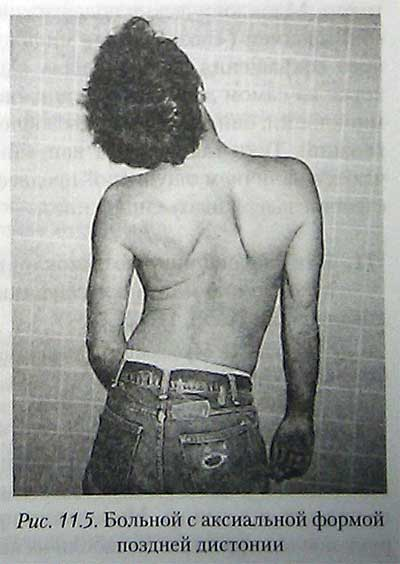 Рис. 11.5. Больной с аксиальной формой
поздней дистонии